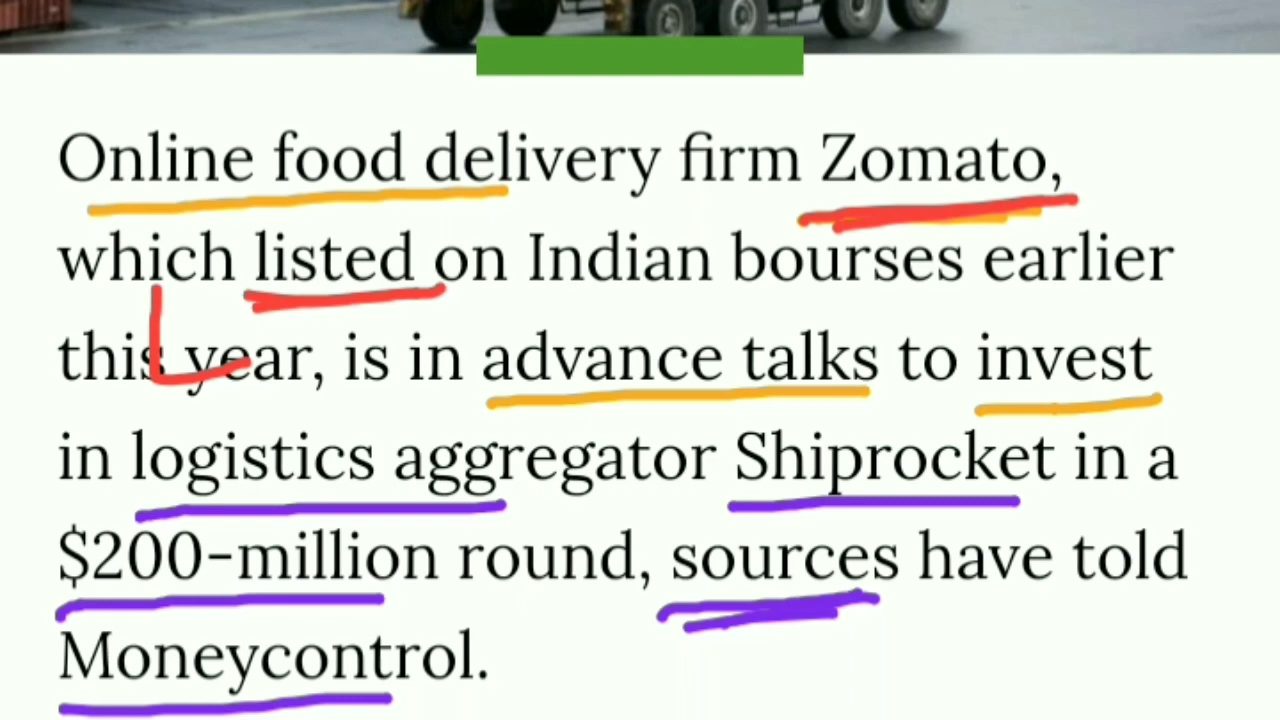 Online food delivery firm Zomato,
which listed on Indian bourses earlier
this year, is in advance talks to invest
in logistics aggregator Shiprocket in a
$200-million round, sources have told
Moneycontrol.